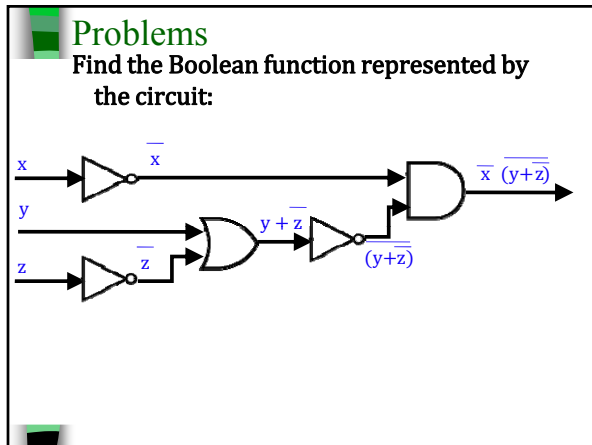 Problems
Find the Boolean function represented by
the circuit:
x
x̅
x̅ (y+z̅)̅
y
y + z̅
z
z̅
(y+z̅)̅